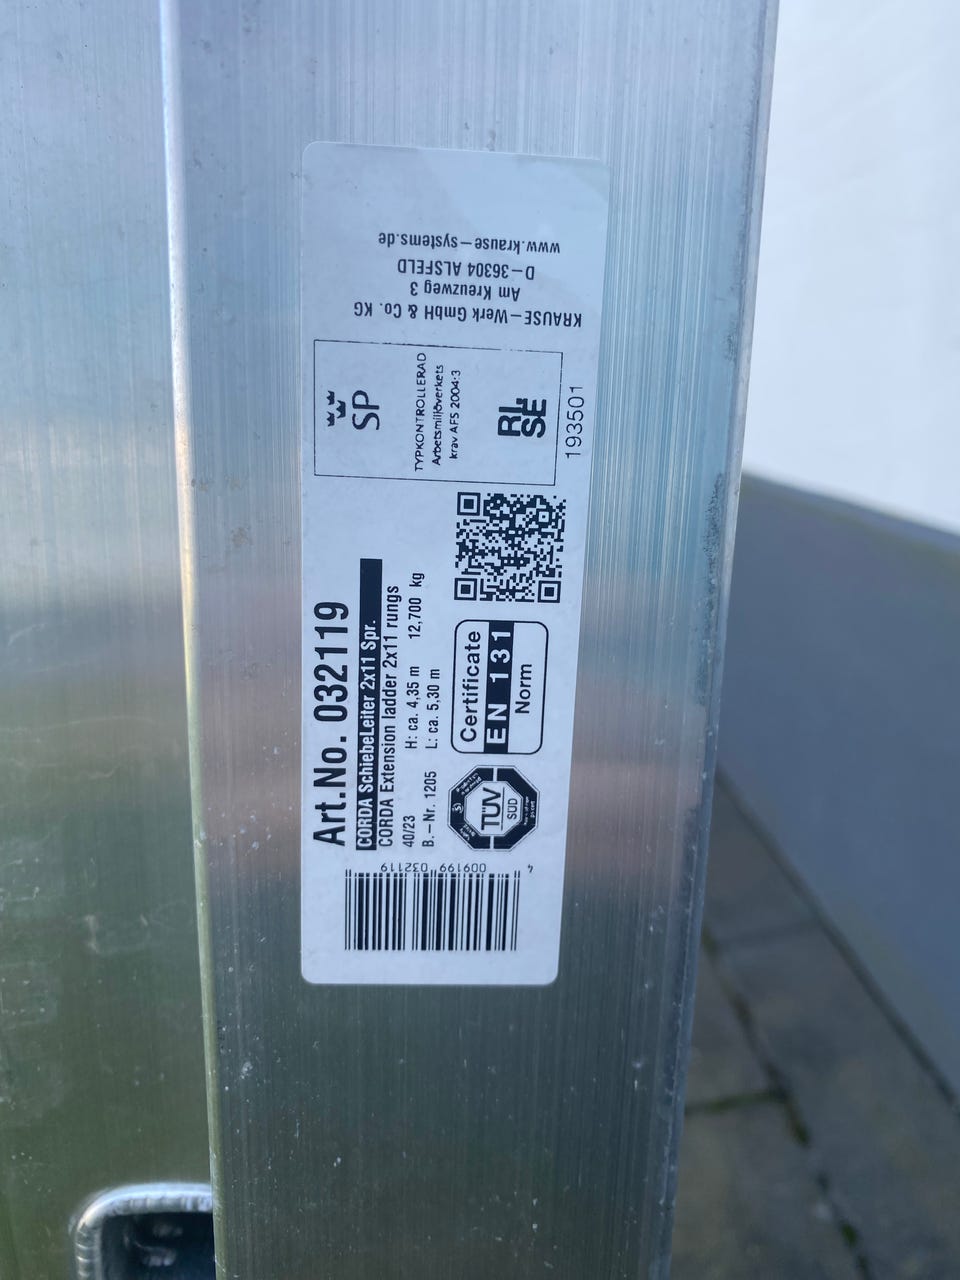 Art.No. 032119
CORDA SchiebeLeiter 2x11 Spr.
CORDA Extension ladder 2x11 rungs
40/23 H: ca. 4,35 m 12,700 kg
B.-Nr. 1205 L: ca. 5,30 m
TÜV
SÜD
Certificate
EN 131
Norm
4 009199 032119
SP
TYPKONTROLLERAD
Arbetsmiljöverkets
krav AFS 2004:3
RI.
SE
193501
KRAUSE-Werk GmbH & Co. KG
Am Kreuzweg 3
D-36304 ALSFELD
www.krause-systems.de